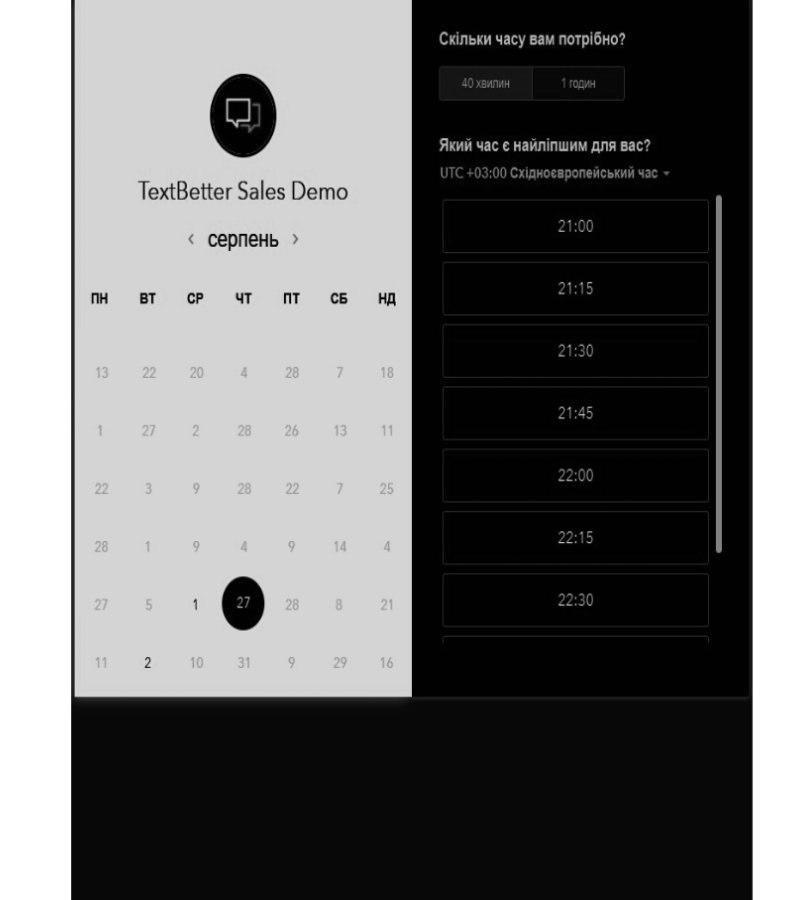 TextBetter Sales Demo
‹ серпень ›
ПН ВТ СР ЧТ ПТ СБ НД
13 22 20 4 28 7 18
1 27 2 28 26 13 11
22 3 9 28 22 7 25
28 1 9 4 9 14 4
27 5 1 27 28 8 21
11 2 10 31 9 29 16
Скільки часу вам потрібно?
40 хвилин 1 годин
Який час є найліпшим для вас?
UTC +03:00 Східноєвропейський час
21:00
21:15
21:30
21:45
22:00
22:15
22:30